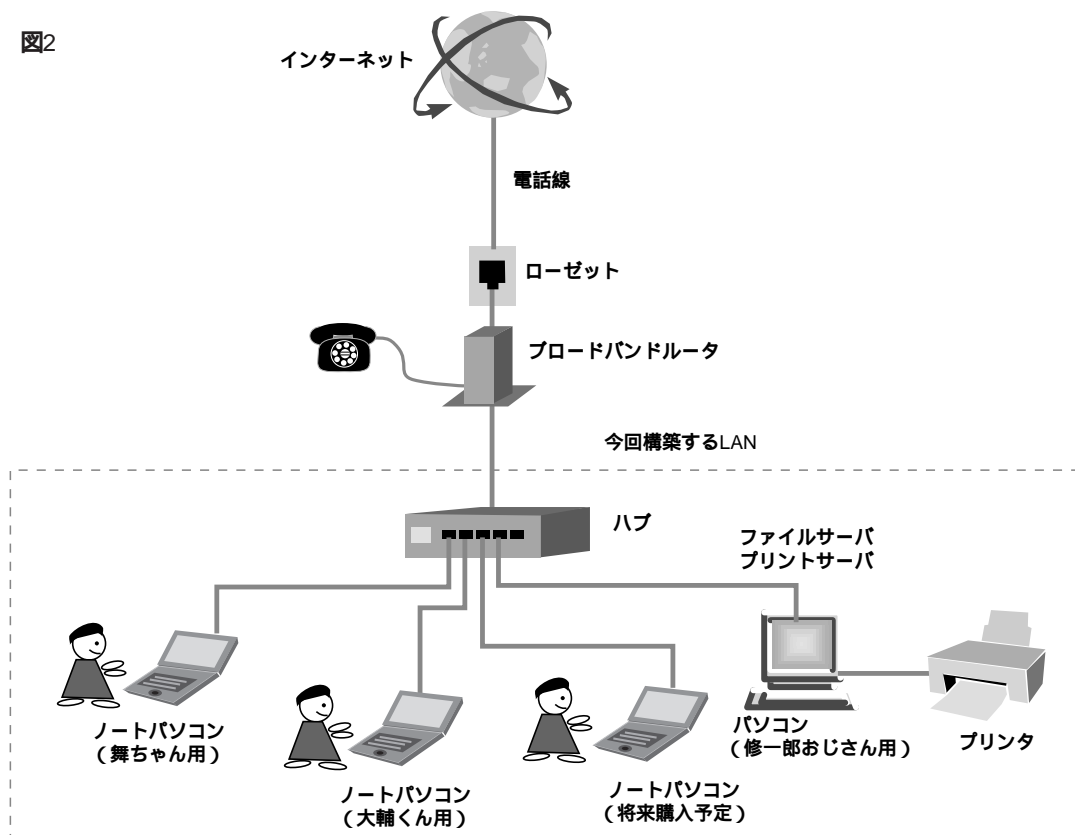 図2
インターネット
電話線
ローゼット
ブロードバンドルータ
今回構築するLAN
ハブ
ファイルサーバ
プリントサーバ
ノートパソコン
（舞ちゃん用）
ノートパソコン
（大輔くん用）
ノートパソコン
（将来購入予定）
パソコン
（修一郎おじさん用）
プリンタ